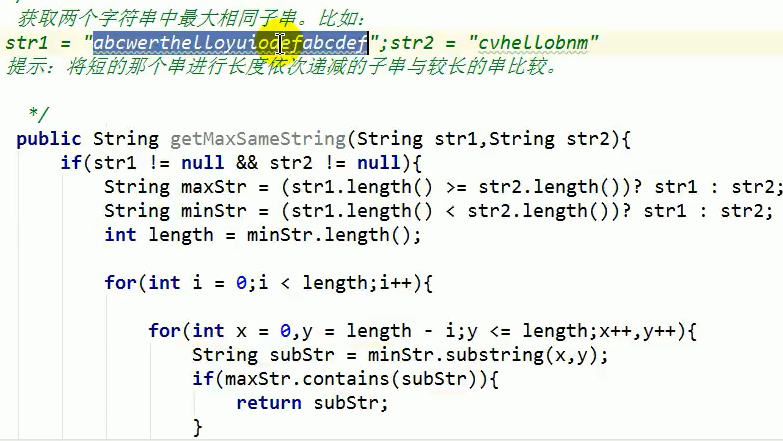 获取两个字符串中最大相同子串。比如:
str1 = "abcwerthelloyuiodefabcdef";str2 = "cvhellobnm"
提示: 将短的那个串进行长度依次递减的子串与较长的串比较。
*/
public String getMaxSameString(String str1,String str2){
if(str1 != null && str2 != null){
String maxStr = (str1.length() >= str2.length())? str1 : str2;
String minStr = (str1.length() < str2.length())? str1 : str2;
int length = minStr.length();
for(int i = 0;i < length;i++){
for(int x = 0,y = length - i;y <= length;x++,y++){
String subStr = minStr.substring(x,y);
if(maxStr.contains(subStr)){
return subStr;
}